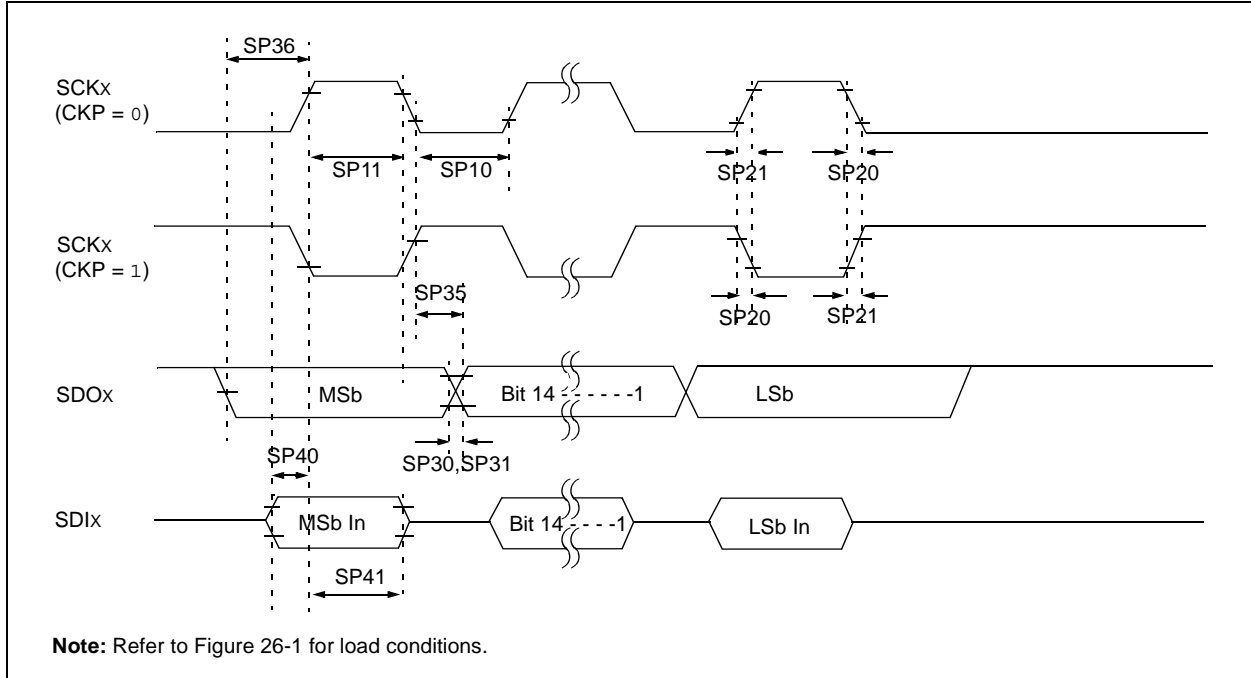 SP36
SCKX
(CKP = 0)
SP11
SP10
SP21
SP20
SCKX
(CKP = 1)
SP35
SP20
SP21
SDOX
MSb
Bit 14 - - - - - -1
LSb
SP40
SP30,SP31
SDIX
MSb In
Bit 14 - - - -1
LSb In
SP41
Note: Refer to Figure 26-1 for load conditions.